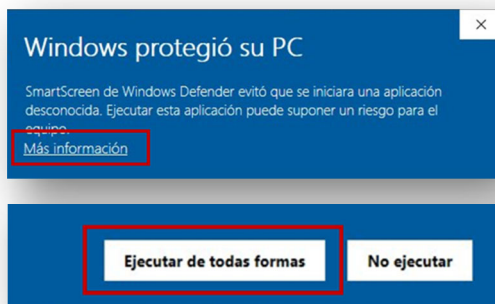 Windows protegió su PC
SmartScreen de Windows Defender evitó que se iniciara una aplicación
desconocida. Ejecutar esta aplicación puede suponer un riesgo para el
equipo.
Más información
Ejecutar de todas formas
No ejecutar